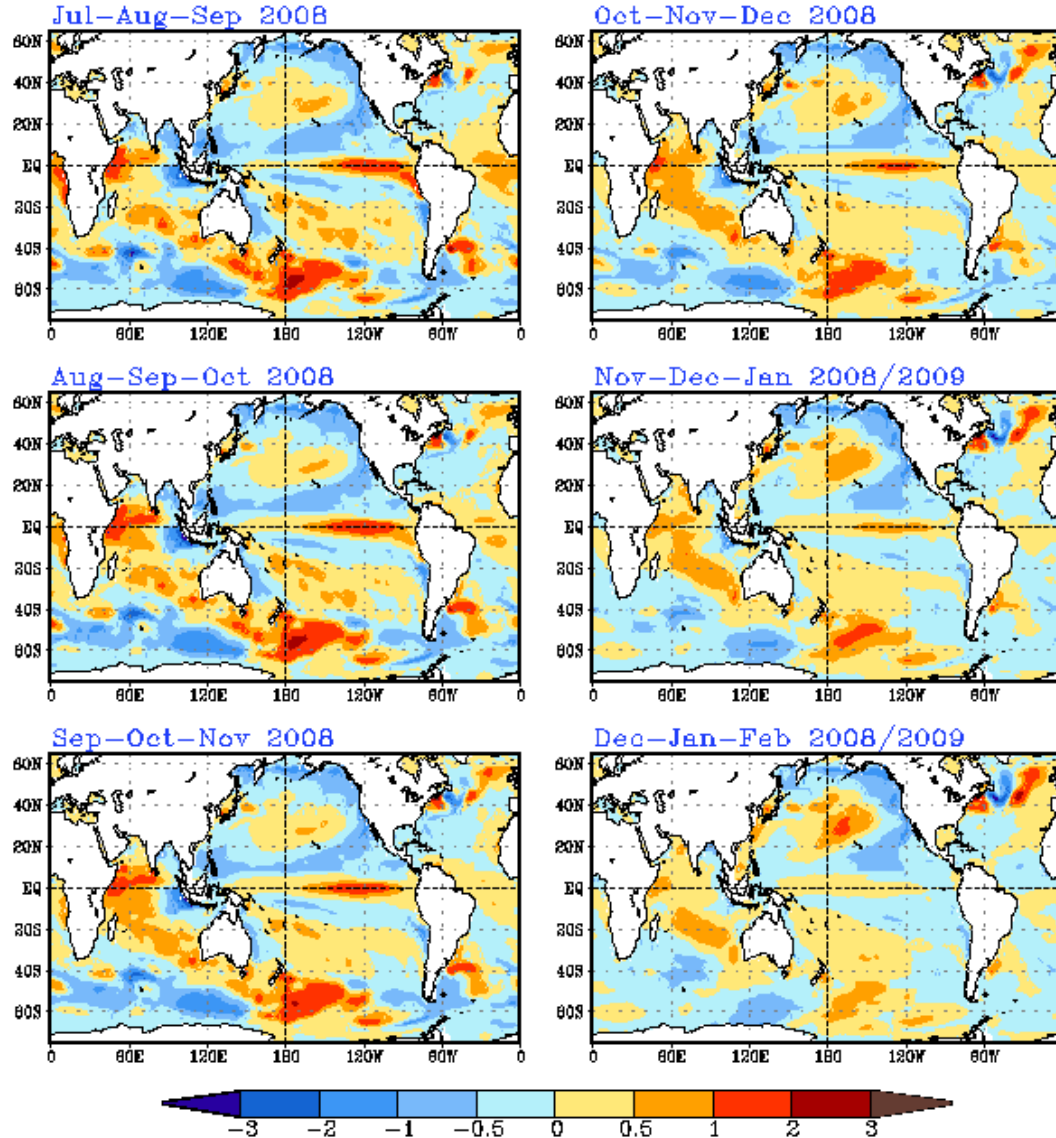 Jul-Aug-Sep 2008
60N
40N
20N
EQ
20S
40S
60S
0 60E 120E 180 120W 60W 0
Oct-Nov-Dec 2008
60N
40N
20N
EQ
20S
40S
60S
0 60E 120E 180 120W 60W
Aug-Sep-Oct 2008
60N
40N
20N
EQ
20S
40S
60S
0 60E 120E 180 120W 60W 0
Nov-Dec-Jan 2008/2009
60N
40N
20N
EQ
20S
40S
60S
0 60E 120E 180 120W 60W
Sep-Oct-Nov 2008
60N
40N
20N
EQ
20S
40S
60S
0 60E 120E 180 120W 60W 0
Dec-Jan-Feb 2008/2009
60N
40N
20N
EQ
20S
40S
60S
0 60E 120E 180 120W 60W
-3 -2 -1 -0.5 0 0.5 1 2 3